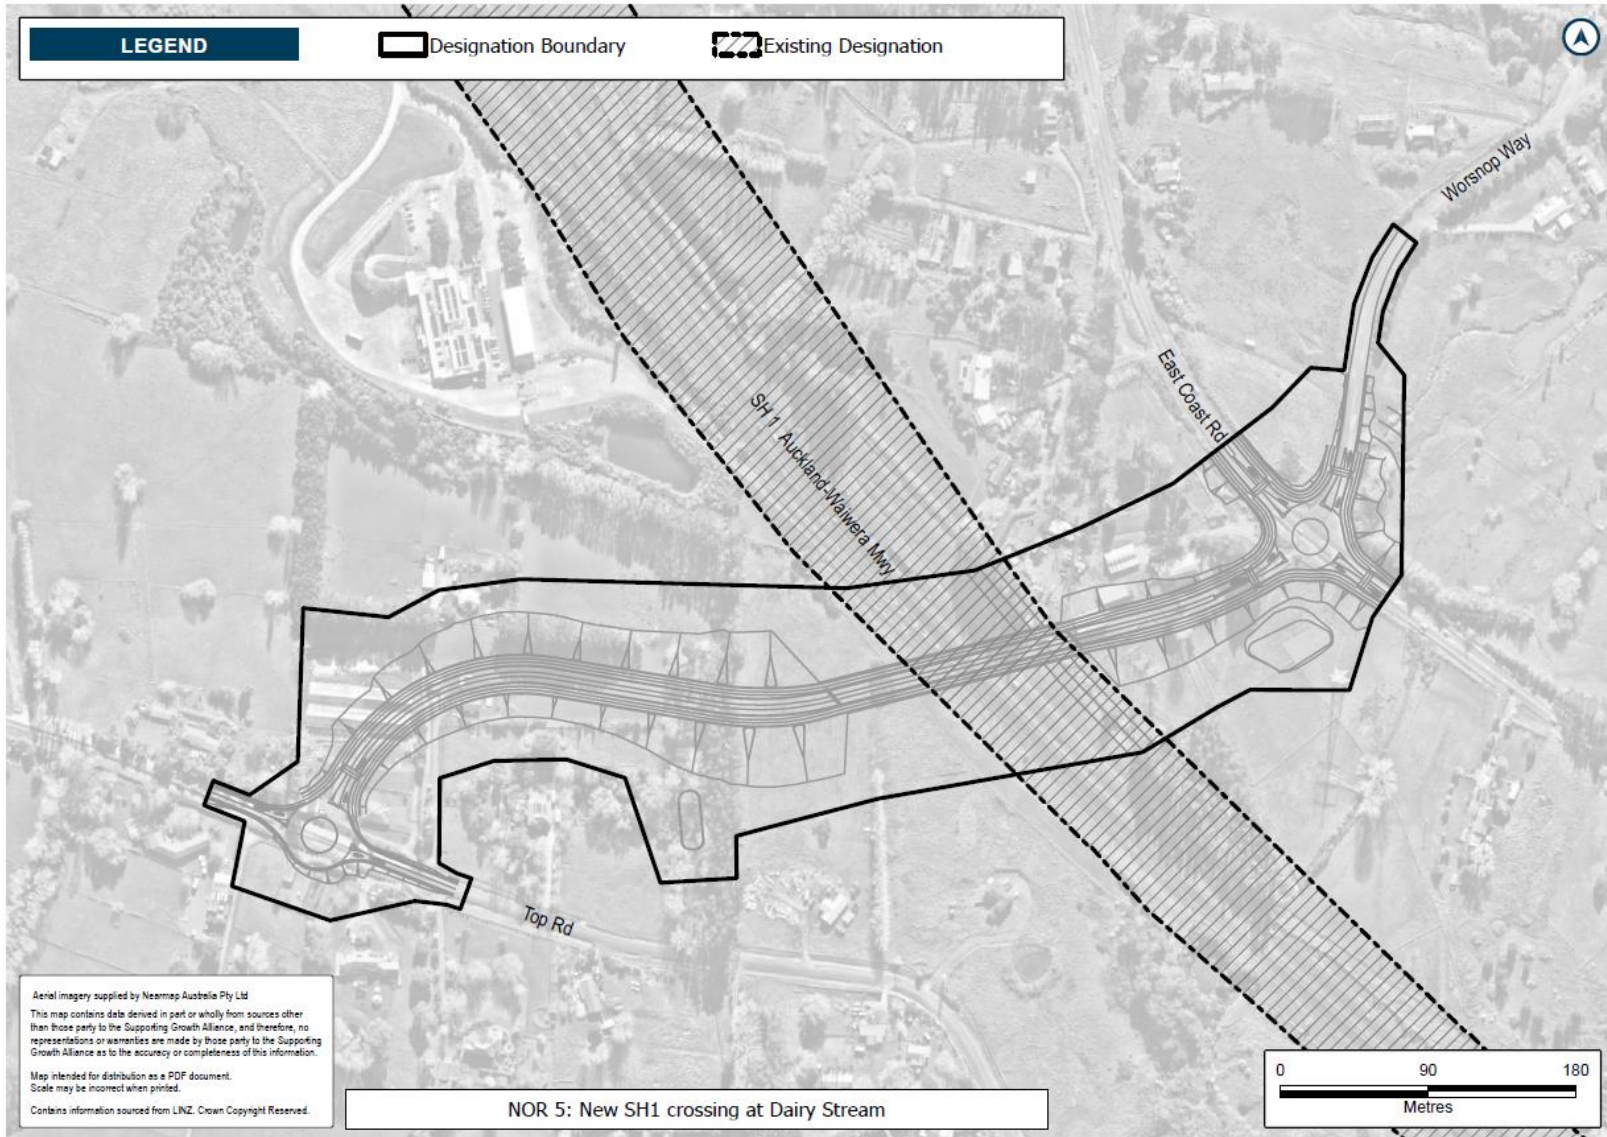 LEGEND
Designation Boundary
Existing Designation
Worsnop Way
East Coast Rd
SH 1 Auckland-Waiwera Mwy
Top Rd
Aerial imagery supplied by Nearmap Australia Pty Ltd
This map contains data derived in part or wholly from sources other
than those party to the Supporting Growth Alliance, and therefore, no
representations or warranties are made by those party to the Supporting
Growth Alliance as to the accuracy or completeness of this information.
Map intended for distribution as a PDF document.
Scale may be incorrect when printed.
Contains information sourced from LINZ. Crown Copyright Reserved.
NOR 5: New SH1 crossing at Dairy Stream
0 90 180
Metres